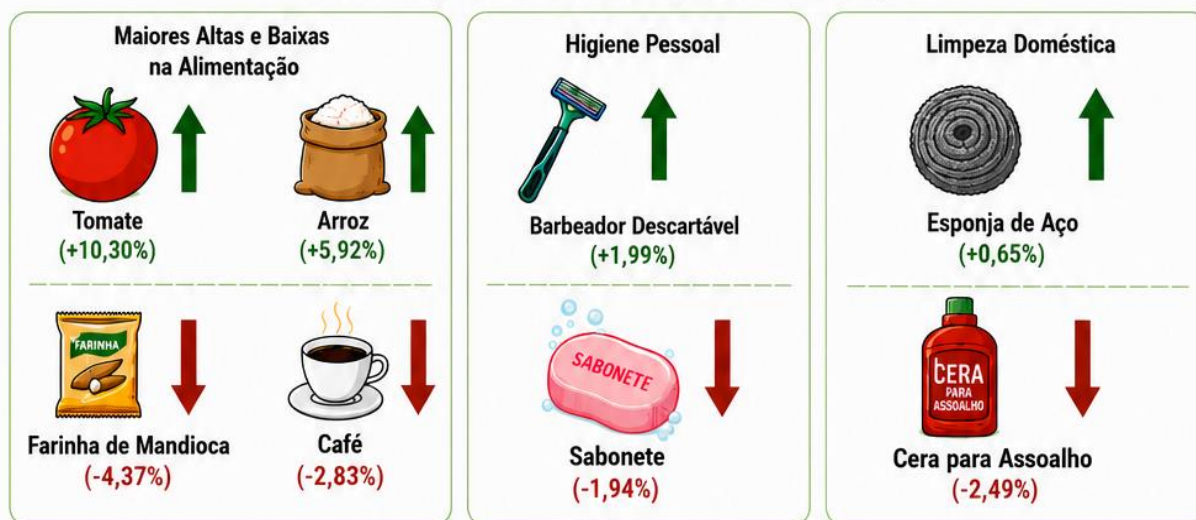 Maiores Altas e Baixas
na Alimentação
Tomate
(+10,30%)
Arroz
(+5,92%)
FARINHA
Farinha de Mandioca
(-4,37%)
Café
(-2,83%)
Higiene Pessoal
Barbeador Descartável
(+1,99%)
SABONETE
Sabonete
(-1,94%)
Limpeza Doméstica
Esponja de Aço
(+0,65%)
CERA
PARA
ASSOALHO
Cera para Assoalho
(-2,49%)